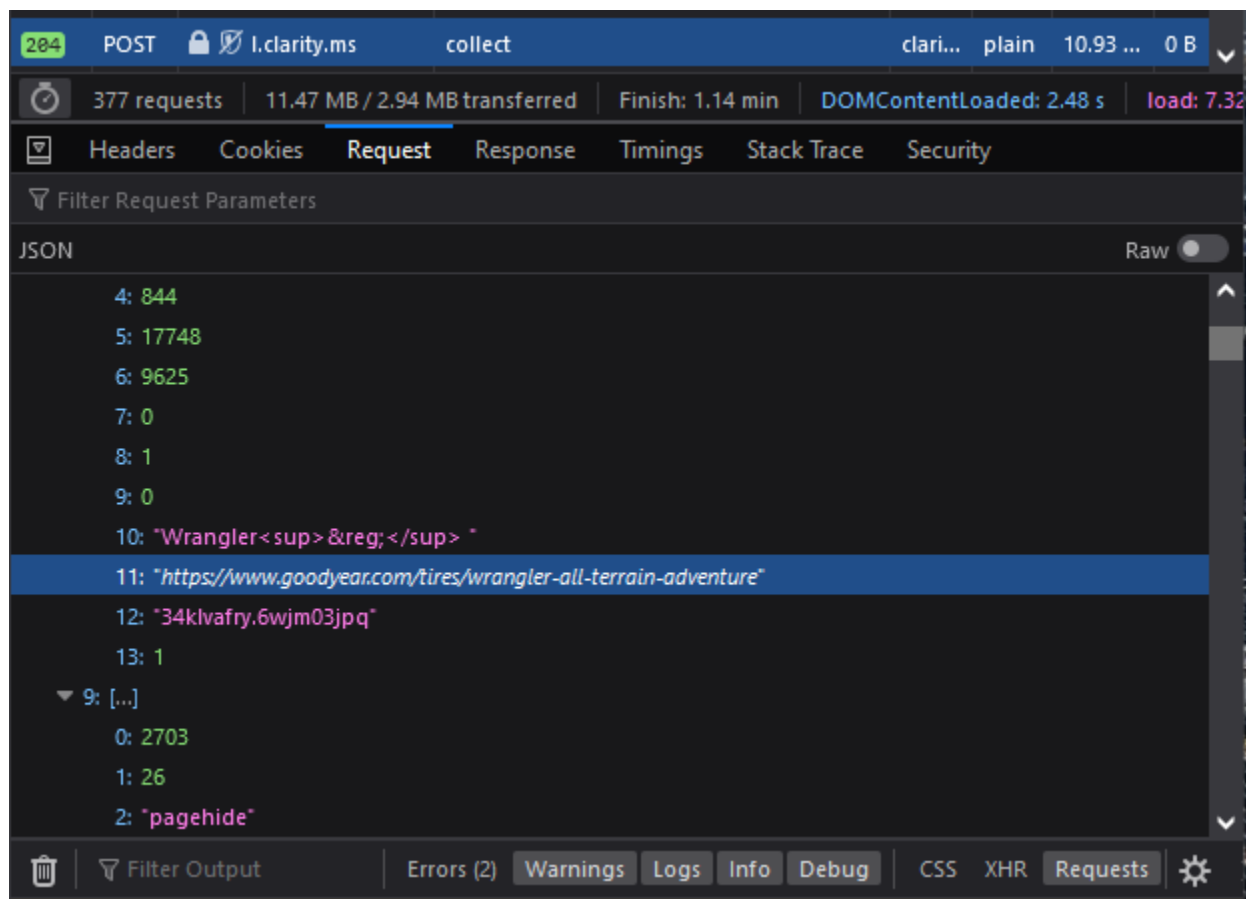 204 POST l.clarity.ms collect clari... plain 10.93 ... 0 B
377 requests 11.47 MB / 2.94 MB transferred Finish: 1.14 min DOMContentLoaded: 2.48 s load: 7.32
Headers Cookies Request Response Timings Stack Trace Security
Filter Request Parameters
JSON Raw
4: 844
5: 17748
6: 9625
7: 0
8: 1
9: 0
10: "Wrangler<sup>&reg;</sup> "
11: "https://www.goodyear.com/tires/wrangler-all-terrain-adventure"
12: "34klvafry.6wjm03jpq"
13: 1
9: […]
0: 2703
1: 26
2: "pagehide"
Filter Output Errors (2) Warnings Logs Info Debug CSS XHR Requests